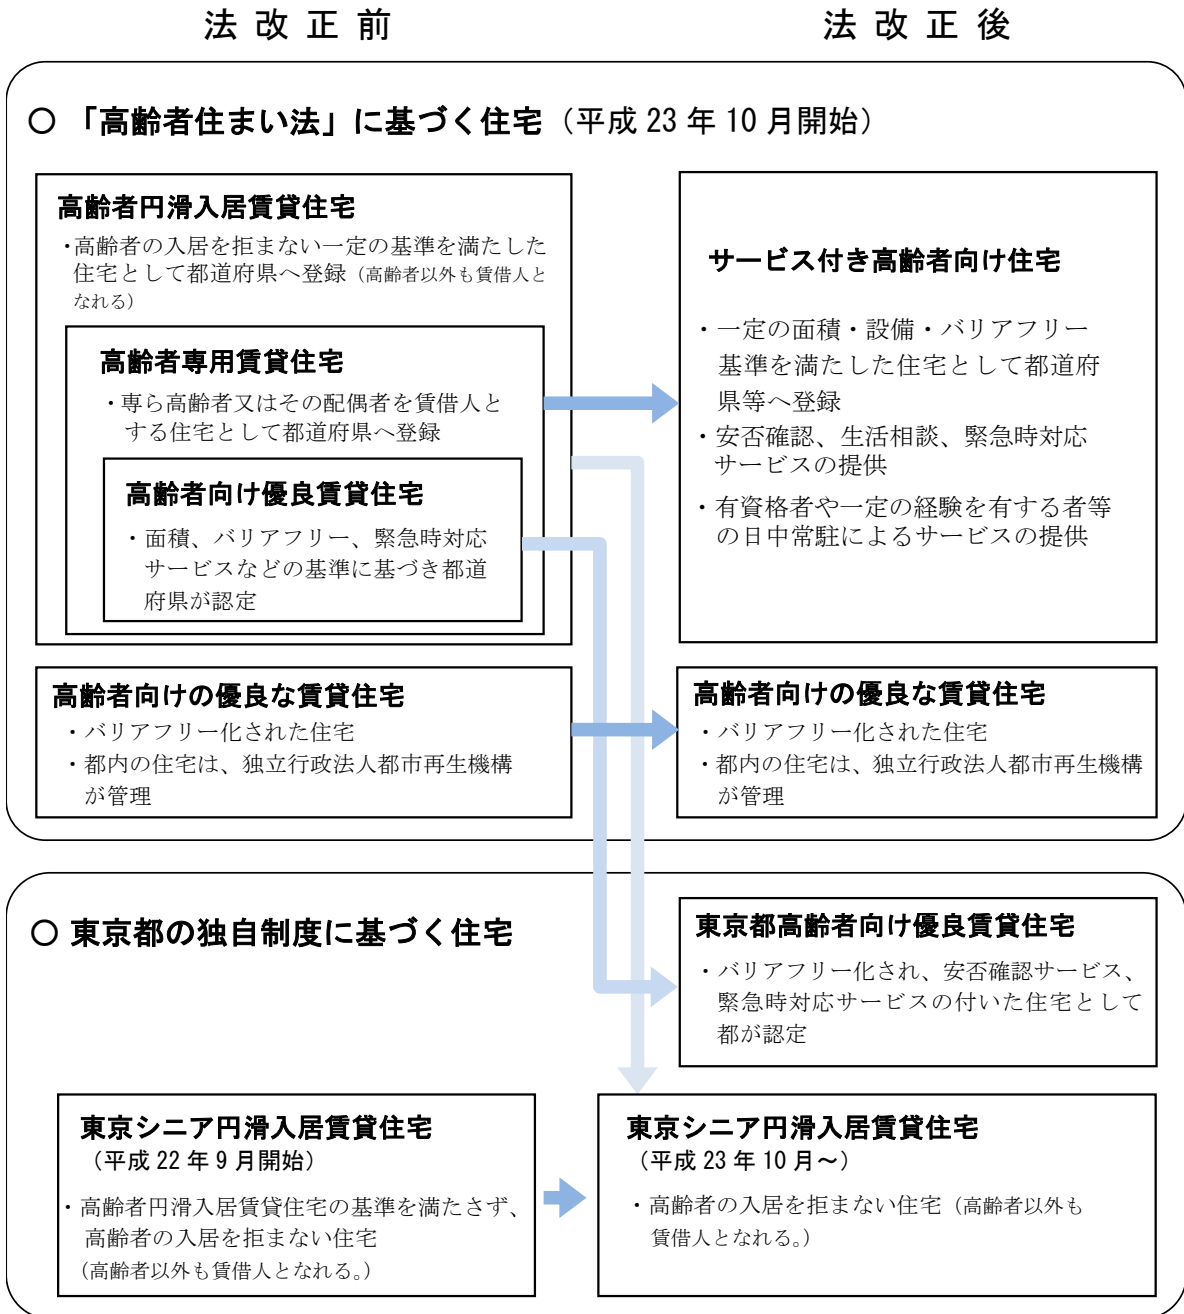 法改正前
法改正後
○ 「高齢者住まい法」に基づく住宅（平成 23 年 10 月開始）
高齢者円滑入居賃貸住宅
・高齢者の入居を拒まない一定の基準を満たした
住宅として都道府県へ登録（高齢者以外も賃借人と
なれる）
高齢者専用賃貸住宅
・専ら高齢者又はその配偶者を賃借人と
する住宅として都道府県へ登録
高齢者向け優良賃貸住宅
・面積、バリアフリー、緊急時対応
サービスなどの基準に基づき都道
府県が認定
サービス付き高齢者向け住宅
・一定の面積・設備・バリアフリー
基準を満たした住宅として都道府
県等へ登録
・安否確認、生活相談、緊急時対応
サービスの提供
・有資格者や一定の経験を有する者等
の日中常駐によるサービスの提供
高齢者向けの優良な賃貸住宅
・バリアフリー化された住宅
・都内の住宅は、独立行政法人都市再生機構
が管理
高齢者向けの優良な賃貸住宅
・バリアフリー化された住宅
・都内の住宅は、独立行政法人都市再生機構
が管理
○ 東京都の独自制度に基づく住宅
東京都高齢者向け優良賃貸住宅
・バリアフリー化され、安否確認サービス、
緊急時対応サービスの付いた住宅として
都が認定
東京シニア円滑入居賃貸住宅
（平成 22 年 9 月開始）
・高齢者円滑入居賃貸住宅の基準を満たさず、
高齢者の入居を拒まない住宅
（高齢者以外も賃借人となれる。）
東京シニア円滑入居賃貸住宅
（平成 23 年 10 月～）
・高齢者の入居を拒まない住宅（高齢者以外も
賃借人となれる。）